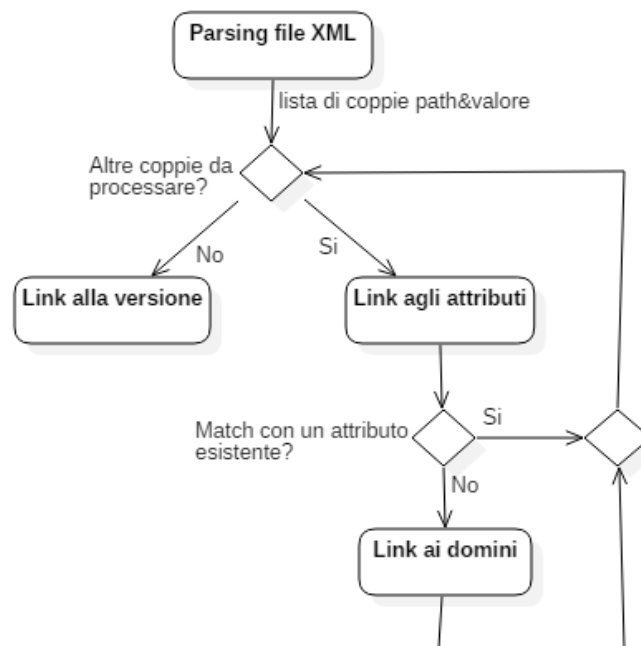 Parsing file XML
lista di coppie path&valore
Altre coppie da
processare?
No
Si
Link alla versione
Link agli attributi
Match con un attributo
esistente?
Si
No
Link ai domini